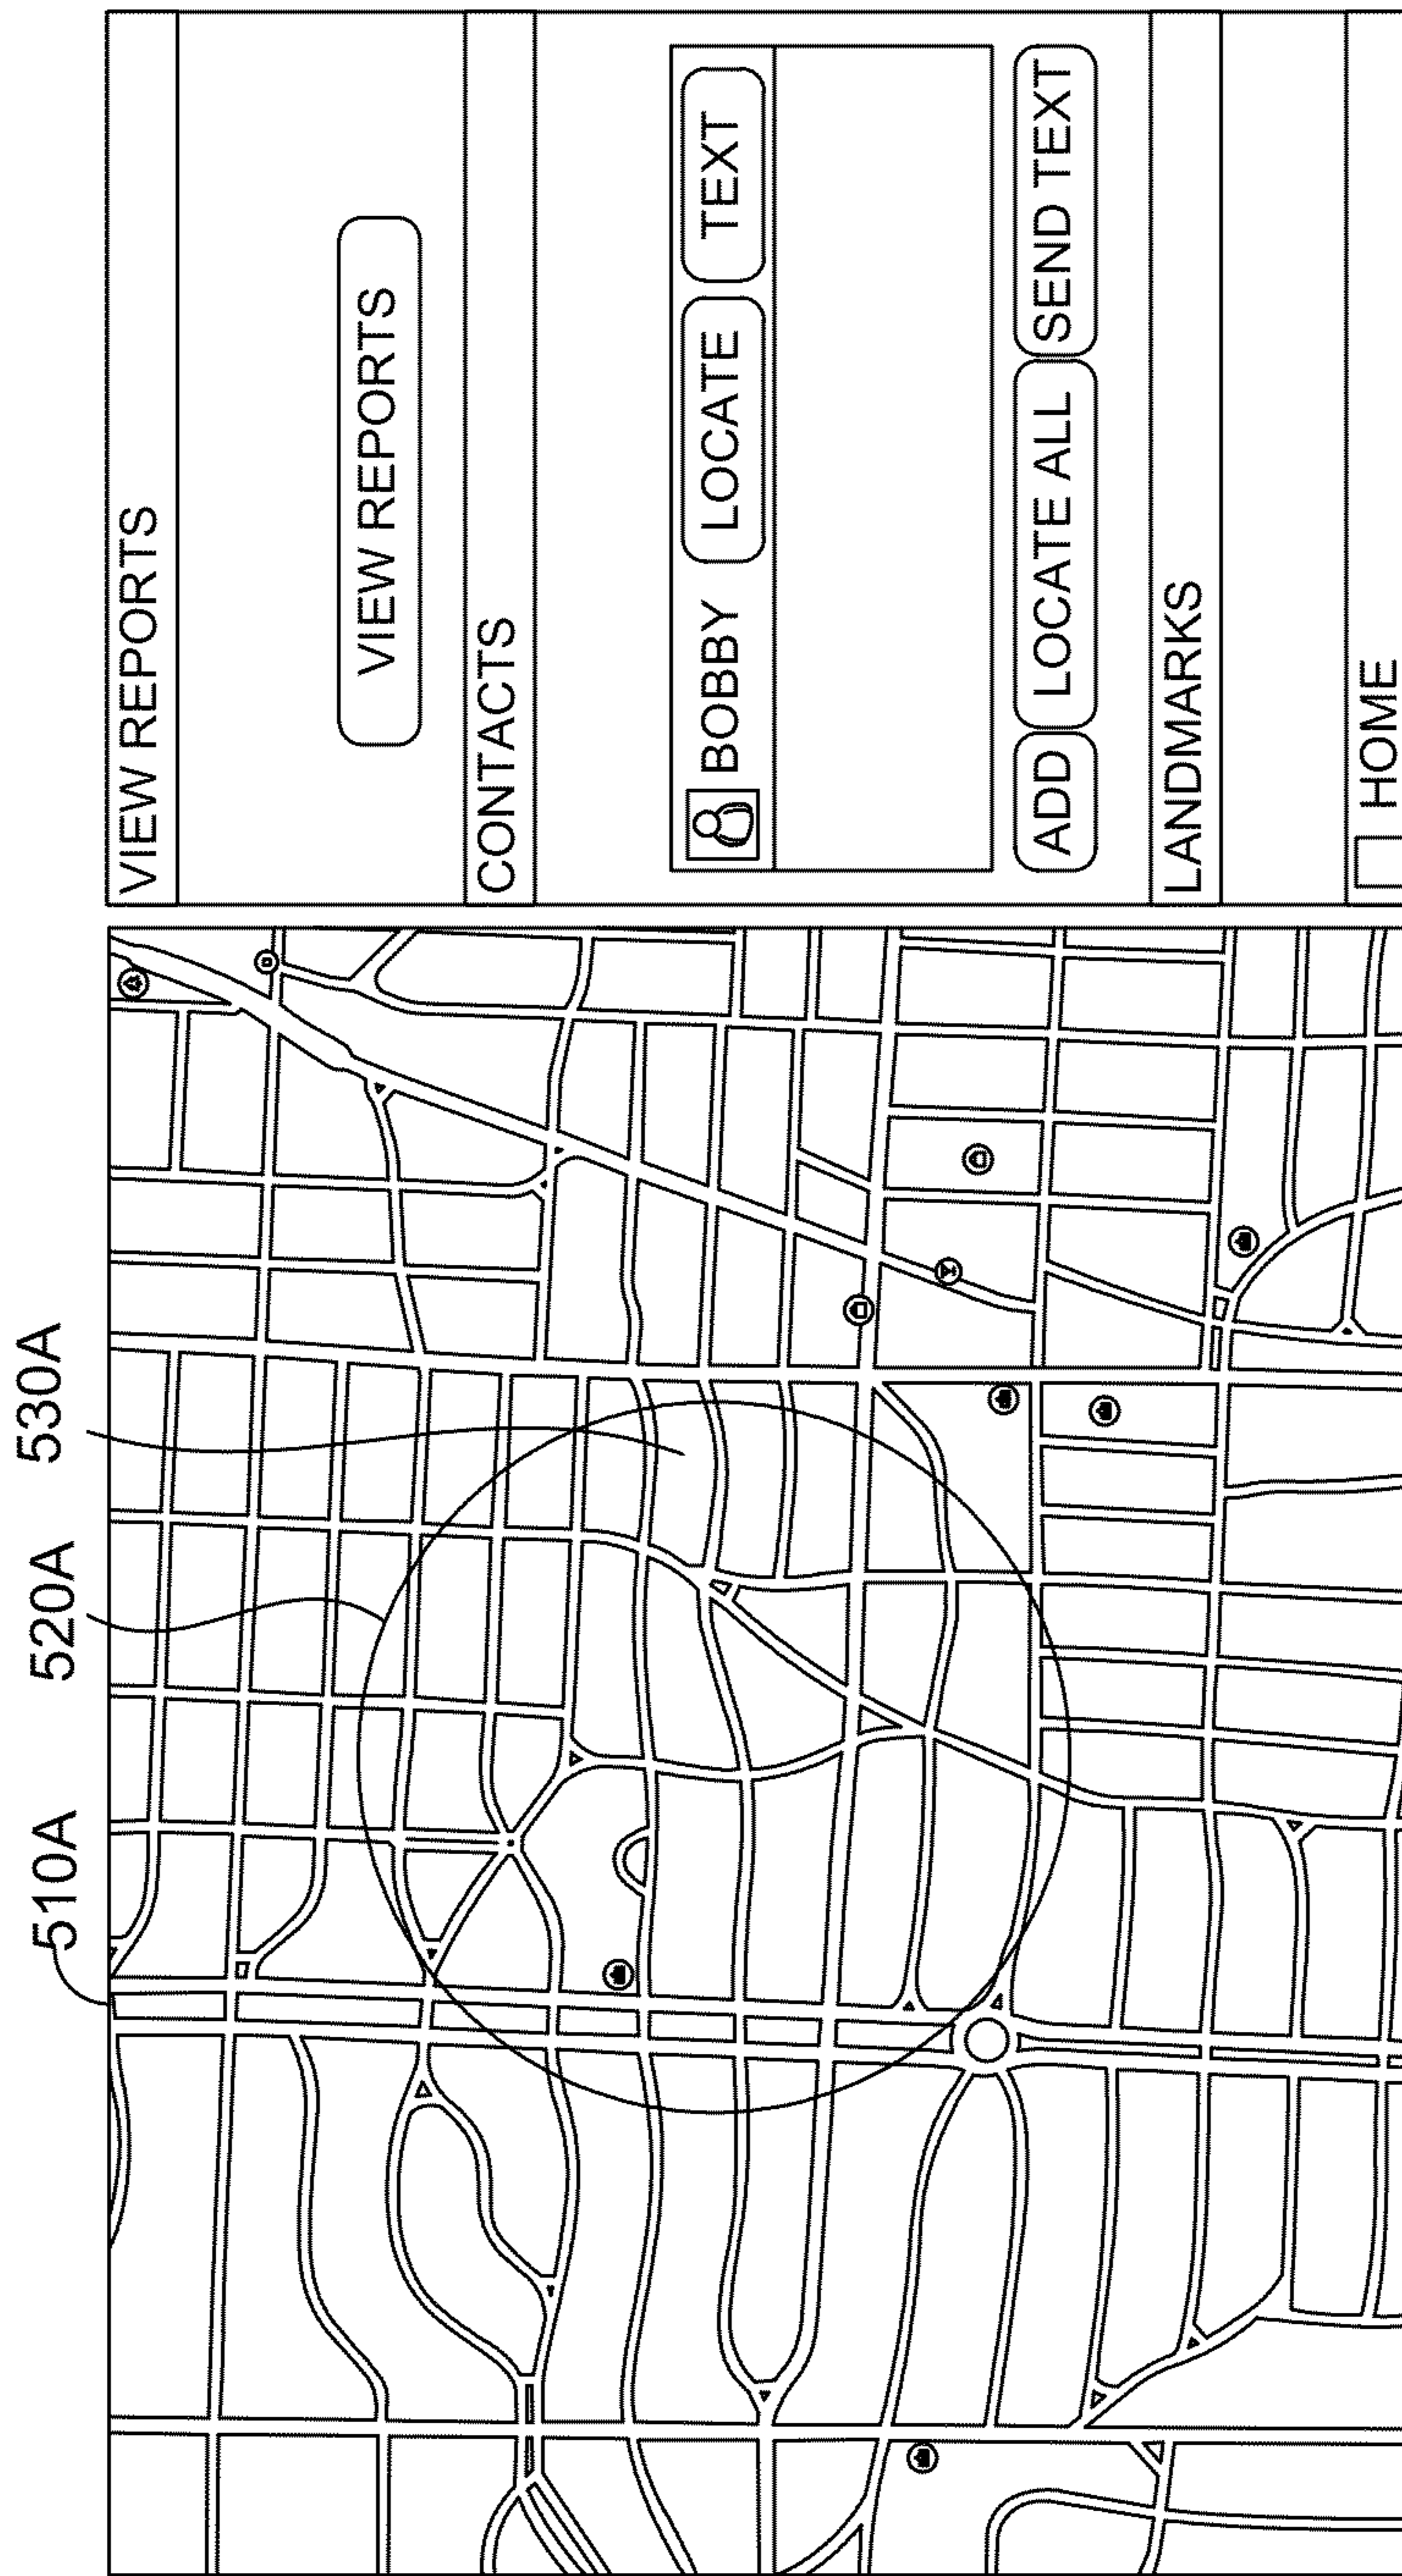 510A
520A
530A
VIEW REPORTS
VIEW REPORTS
CONTACTS
BOBBY LOCATE TEXT
ADD LOCATE ALL SEND TEXT
LANDMARKS
HOME